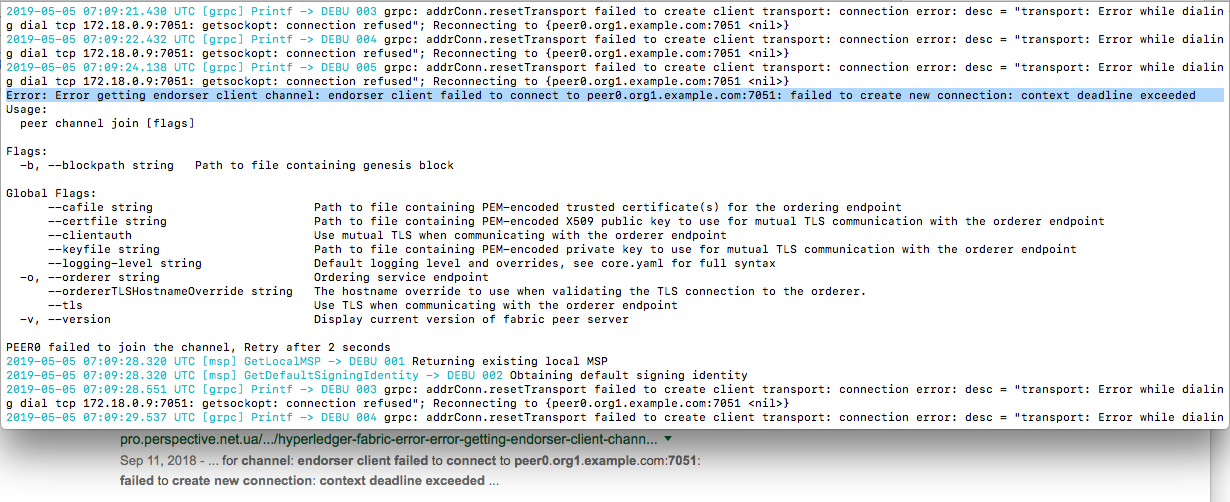 2019-05-05 07:09:21.430 UTC [grpc] Printf -> DEBU 003 grpc: addrConn.resetTransport failed to create client transport: connection error: desc = "transport: Error while dialin
g dial tcp 172.18.0.9:7051: getsockopt: connection refused"; Reconnecting to {peer0.org1.example.com:7051 <nil>}
2019-05-05 07:09:22.432 UTC [grpc] Printf -> DEBU 004 grpc: addrConn.resetTransport failed to create client transport: connection error: desc = "transport: Error while dialin
g dial tcp 172.18.0.9:7051: getsockopt: connection refused"; Reconnecting to {peer0.org1.example.com:7051 <nil>}
2019-05-05 07:09:24.138 UTC [grpc] Printf -> DEBU 005 grpc: addrConn.resetTransport failed to create client transport: connection error: desc = "transport: Error while dialin
g dial tcp 172.18.0.9:7051: getsockopt: connection refused"; Reconnecting to {peer0.org1.example.com:7051 <nil>}
Error: Error getting endorser client channel: endorser client failed to connect to peer0.org1.example.com:7051: failed to create new connection: context deadline exceeded
Usage:
  peer channel join [flags]

Flags:
  -b, --blockpath string   Path to file containing genesis block

Global Flags:
      --cafile string                       Path to file containing PEM-encoded trusted certificate(s) for the ordering endpoint
      --certfile string                     Path to file containing PEM-encoded X509 public key to use for mutual TLS communication with the orderer endpoint
      --clientauth                          Use mutual TLS when communicating with the orderer endpoint
      --keyfile string                      Path to file containing PEM-encoded private key to use for mutual TLS communication with the orderer endpoint
      --logging-level string                Default logging level and overrides, see core.yaml for full syntax
  -o, --orderer string                      Ordering service endpoint
      --ordererTLSHostnameOverride string   The hostname override to use when validating the TLS connection to the orderer.
      --tls                                 Use TLS when communicating with the orderer endpoint
  -v, --version                             Display current version of fabric peer server

PEER0 failed to join the channel, Retry after 2 seconds
2019-05-05 07:09:28.320 UTC [msp] GetLocalMSP -> DEBU 001 Returning existing local MSP
2019-05-05 07:09:28.320 UTC [msp] GetDefaultSigningIdentity -> DEBU 002 Obtaining default signing identity
2019-05-05 07:09:28.551 UTC [grpc] Printf -> DEBU 003 grpc: addrConn.resetTransport failed to create client transport: connection error: desc = "transport: Error while dialin
g dial tcp 172.18.0.9:7051: getsockopt: connection refused"; Reconnecting to {peer0.org1.example.com:7051 <nil>}
2019-05-05 07:09:29.537 UTC [grpc] Printf -> DEBU 004 grpc: addrConn.resetTransport failed to create client transport: connection error: desc = "transport: Error while dialin
pro.perspective.net.ua/.../hyperledger-fabric-error-error-getting-endorser-client-chann...
Sep 11, 2018 - ... for channel: endorser client failed to connect to peer0.org1.example.com:7051:
failed to create new connection: context deadline exceeded ...